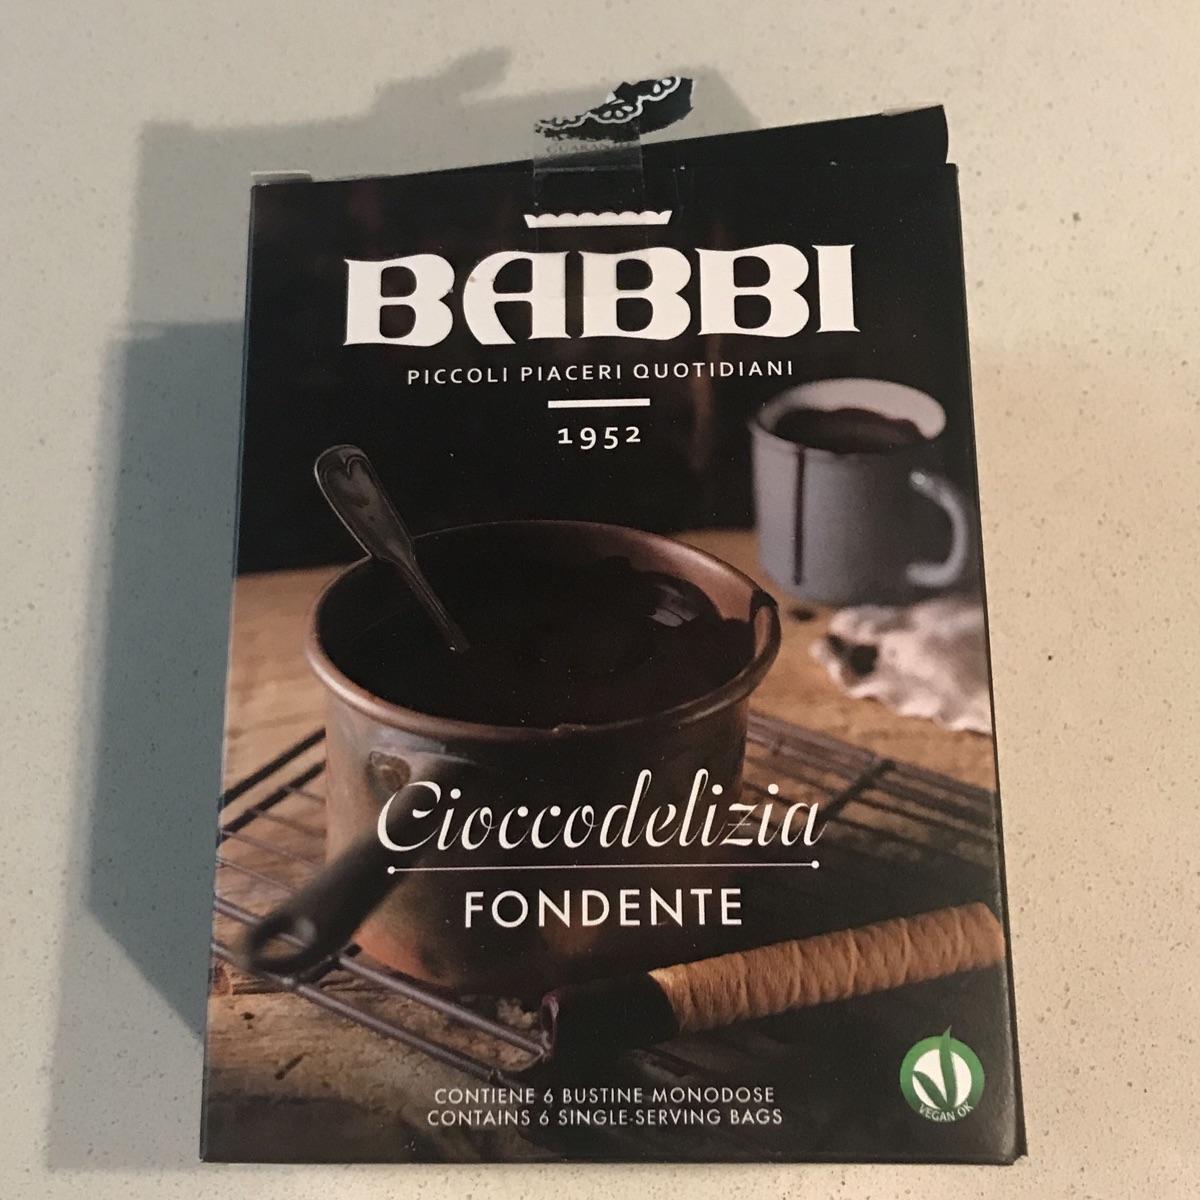 BABBI
PICCOLI PIACERI QUOTIDIANI
1952
Cioccodelizia
FONDENTE
CONTIENE 6 BUSTINE MONODOSE
CONTAINS 6 SINGLE-SERVING BAGS
VEGAN OK